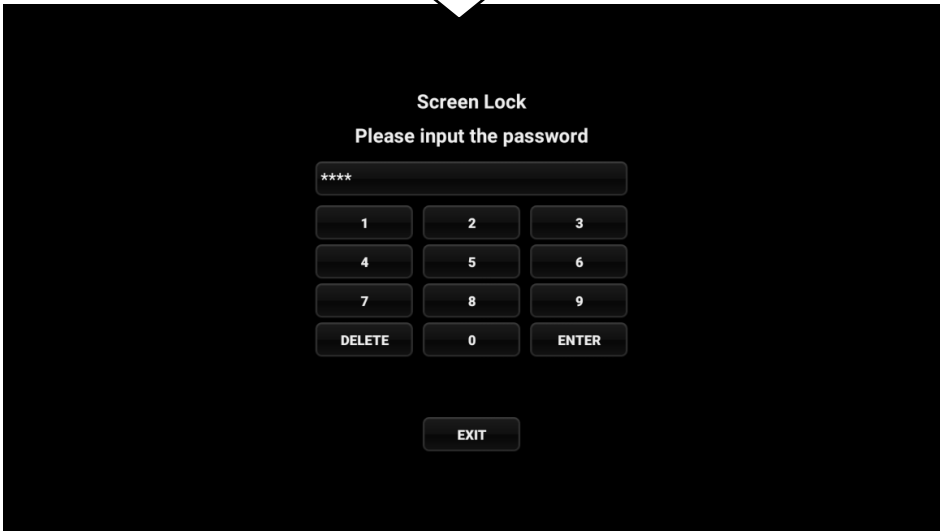 Screen Lock
Please input the password
****
1 2 3
4 5 6
7 8 9
DELETE 0 ENTER
EXIT